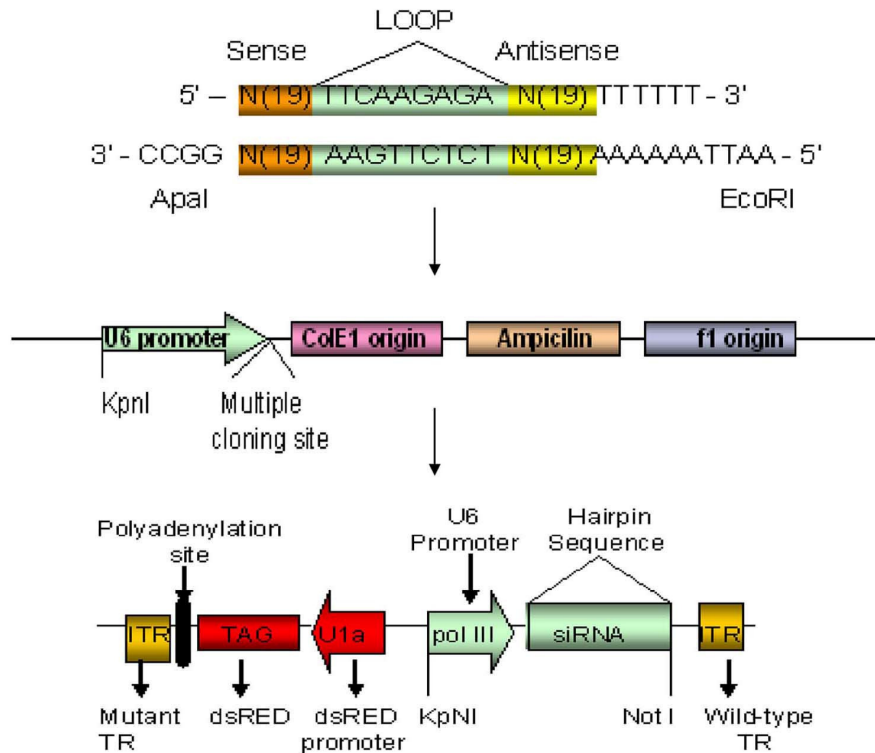 LOOP
Sense Antisense
5' – N(19) TTCAAGAGA N(19) TTTTTT - 3'
3' - CCGG N(19) AAGTTCTCT N(19) AAAAAATTAA - 5'
ApaI EcoRI
U6 promoter ColE1 origin Ampicilin f1 origin
KpnI Multiple
cloning site
Polyadenylation
site
U6
Promoter
Hairpin
Sequence
ITR TAG U1a pol III siRNA ITR
Mutant
TR
dsRED
dsRED
promoter
KpNI
Not I
Wild-type
TR